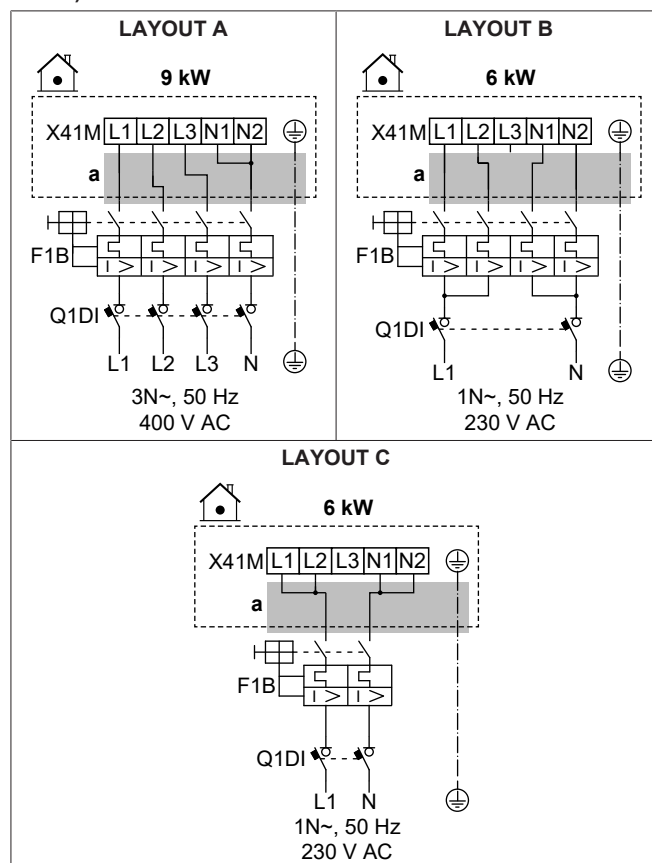 LAYOUT A
9 kW
X41M L1 L2 L3 N1 N2
a
F1B
I > I > I > I >
Q1DI
L1 L2 L3 N
3N~, 50 Hz
400 V AC
LAYOUT B
6 kW
X41M L1 L2 L3 N1 N2
a
F1B
I > I > I > I >
Q1DI
L1 N
1N~, 50 Hz
230 V AC
LAYOUT C
6 kW
X41M L1 L2 L3 N1 N2
a
F1B
I > I >
Q1DI
L1 N
1N~, 50 Hz
230 V AC